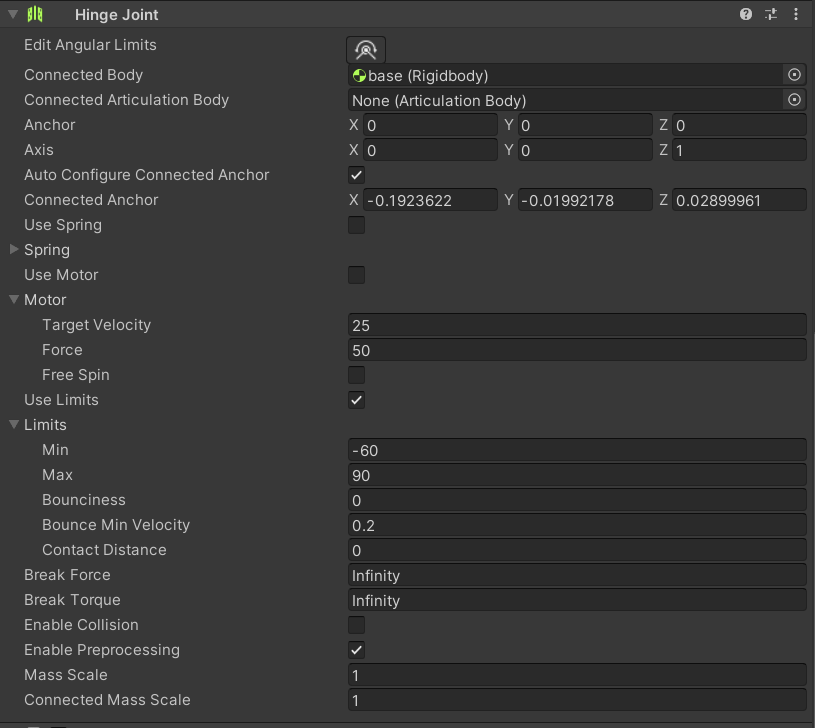 Hinge Joint
Edit Angular Limits
Connected Body base (Rigidbody)
Connected Articulation Body None (Articulation Body)
Anchor X 0 Y 0 Z 0
Axis X 0 Y 0 Z 1
Auto Configure Connected Anchor
Connected Anchor X -0.1923622 Y -0.01992178 Z 0.02899961
Use Spring
Spring
Use Motor
Motor
Target Velocity 25
Force 50
Free Spin
Use Limits
Limits
Min -60
Max 90
Bounciness 0
Bounce Min Velocity 0.2
Contact Distance 0
Break Force Infinity
Break Torque Infinity
Enable Collision
Enable Preprocessing
Mass Scale 1
Connected Mass Scale 1